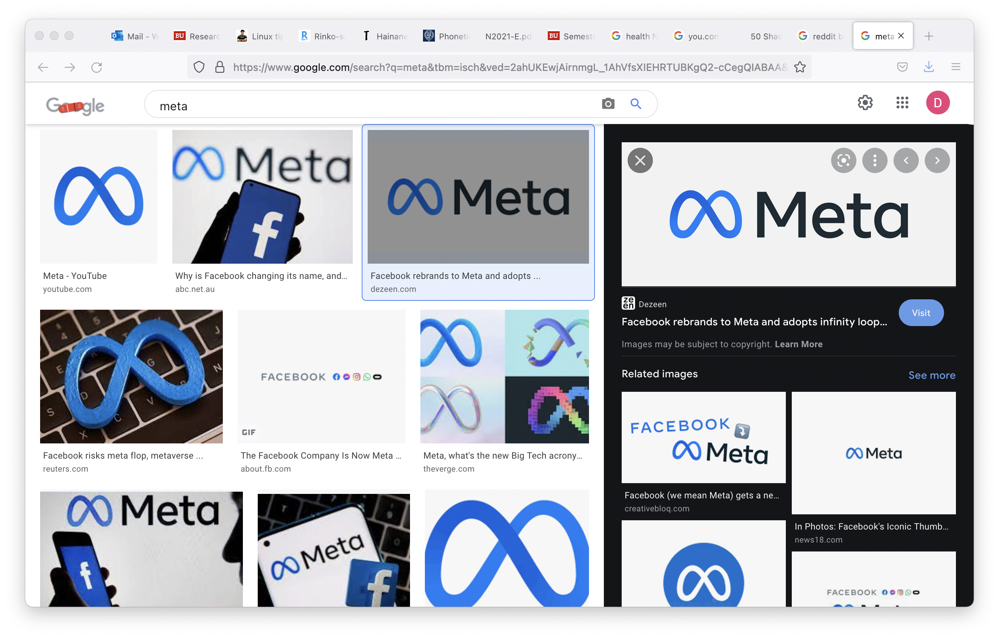 Mail - W
BU Researc
Linux tip
R Rinko-s
T Hainane
Phoneti
N2021-E.pd
BU Semest
G health N
G you.com
50 Shad
G reddit b
G meta
https://www.google.com/search?q=meta&tbm=isch&ved=2ahUKEwjAirnmgL_1AhVfsXIEHRTUBKgQ2-cCegQIABAA&
Google
meta
D
Meta
f
Meta
Meta - YouTube
youtube.com
Why is Facebook changing its name, and...
abc.net.au
Facebook rebrands to Meta and adopts ...
dezeen.com
FACEBOOK
GIF
Facebook risks meta flop, metaverse ...
reuters.com
The Facebook Company Is Now Meta ...
about.fb.com
Meta, what's the new Big Tech acrony...
theverge.com
Meta
f
Meta
f
Meta
ze
en
Dezeen
Facebook rebrands to Meta and adopts infinity loop...
Visit
Images may be subject to copyright. Learn More
Related images
See more
FACEBOOK
Meta
Facebook (we mean Meta) gets a ne...
creativebloq.com
Meta
In Photos: Facebook's Iconic Thumb...
news18.com
FACEBOOK